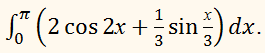 ∫₀^π (2 cos 2x + 1/3 sin x/3) dx.